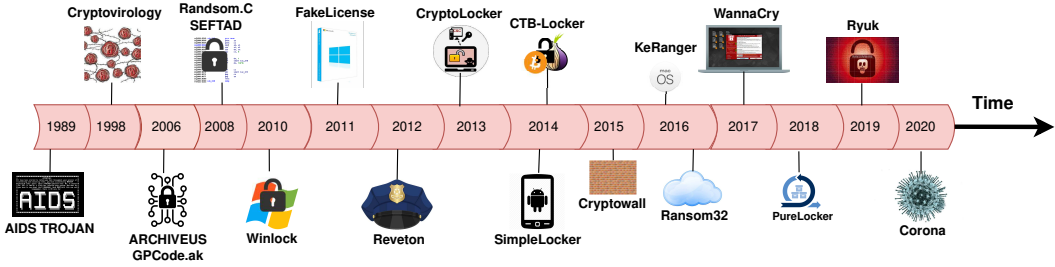 Cryptovirology
Randsom.C
SEFTAD
FakeLicense
CryptoLocker
CTB-Locker
KeRanger
WannaCry
Ryuk
mac
OS
Time
1989
1998
2006
2008
2010
2011
2012
2013
2014
2015
2016
2017
2018
2019
2020
AIDS
AIDS TROJAN
ARCHIVEUS
GPCode.ak
Winlock
Reveton
SimpleLocker
Cryptowall
Ransom32
PureLocker
Corona